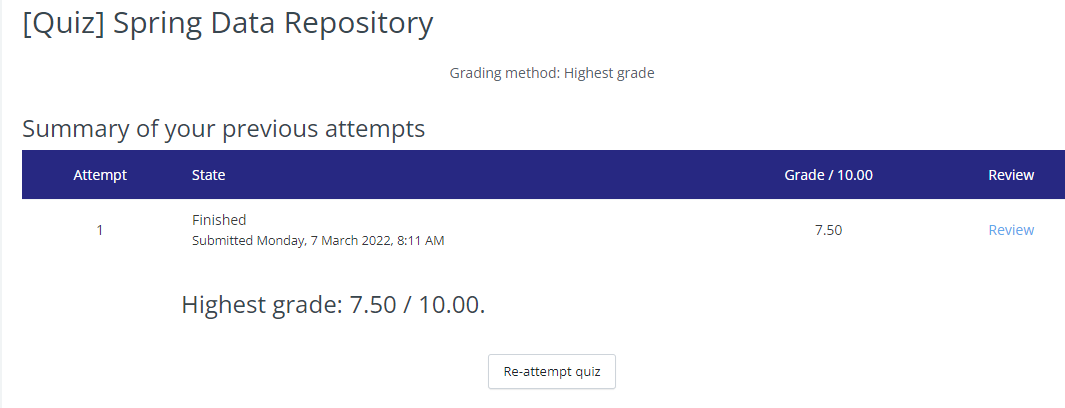 [Quiz] Spring Data Repository
Grading method: Highest grade
Summary of your previous attempts
Attempt State Grade / 10.00 Review
Finished
1 7.50 Review
Submitted Monday, 7 March 2022, 8:11 AM
Highest grade: 7.50 / 10.00.
Re-attempt quiz